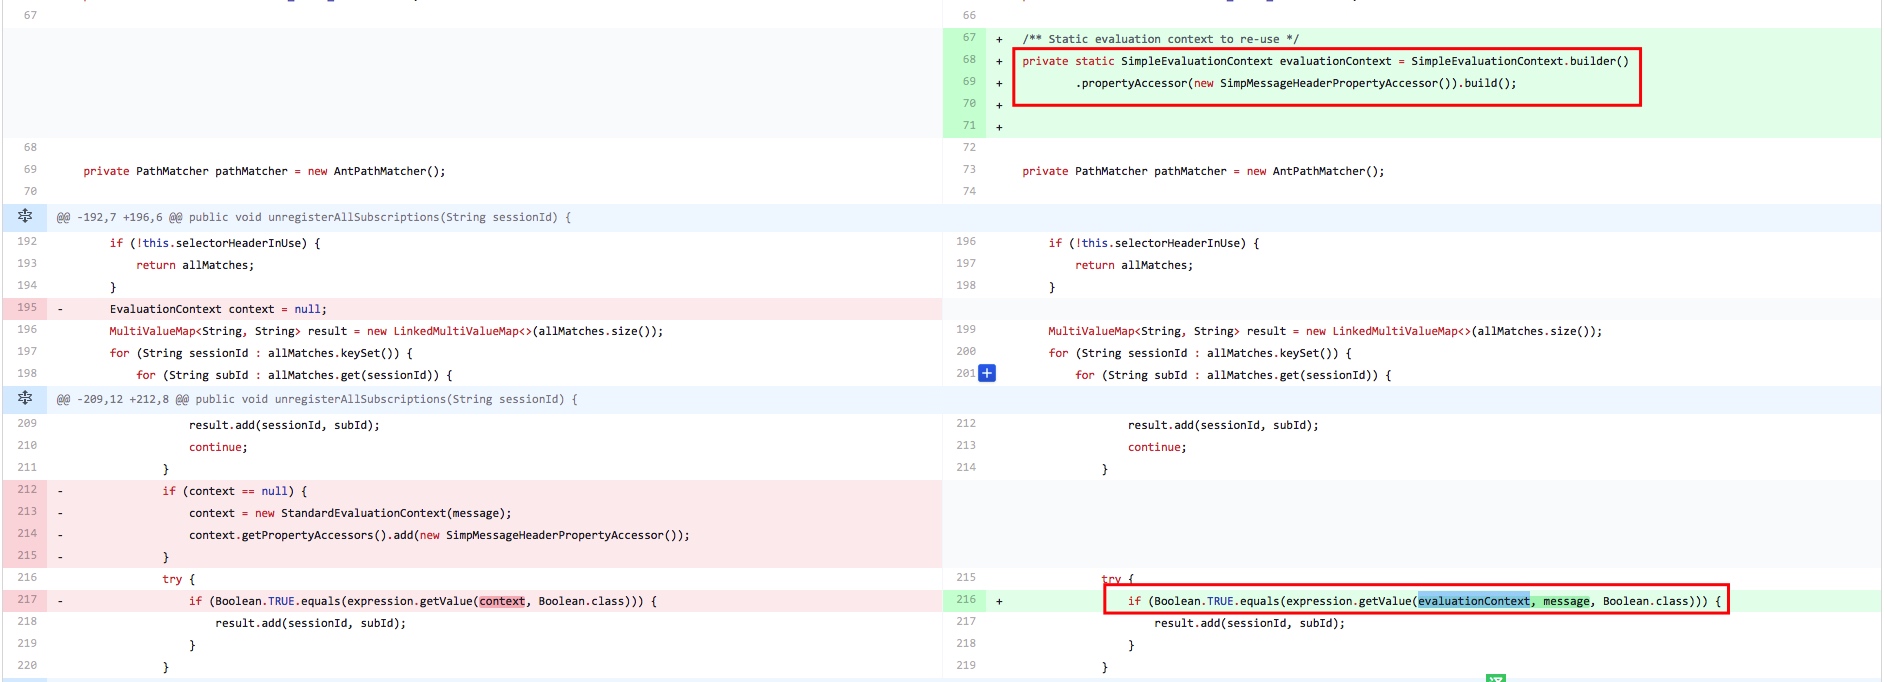 67
68
69 private PathMatcher pathMatcher = new AntPathMatcher();
70
@@ -192,7 +196,6 @@ public void unregisterAllSubscriptions(String sessionId) {
192 if (!this.selectorHeaderInUse) {
193 return allMatches;
194 }
195 - EvaluationContext context = null;
196 MultiValueMap<String, String> result = new LinkedMultiValueMap<>(allMatches.size());
197 for (String sessionId : allMatches.keySet()) {
198 for (String subId : allMatches.get(sessionId)) {
@@ -209,12 +212,8 @@ public void unregisterAllSubscriptions(String sessionId) {
209 result.add(sessionId, subId);
210 continue;
211 }
212 - if (context == null) {
213 - context = new StandardEvaluationContext(message);
214 - context.getPropertyAccessors().add(new SimpMessageHeaderPropertyAccessor());
215 - }
216 try {
217 - if (Boolean.TRUE.equals(expression.getValue(context, Boolean.class))) {
218 result.add(sessionId, subId);
219 }
220 }
66
67 + /** Static evaluation context to re-use */
68 + private static SimpleEvaluationContext evaluationContext = SimpleEvaluationContext.builder()
69 + .propertyAccessor(new SimpMessageHeaderPropertyAccessor()).build();
70 +
71 +
72
73 private PathMatcher pathMatcher = new AntPathMatcher();
74
196 if (!this.selectorHeaderInUse) {
197 return allMatches;
198 }
199 MultiValueMap<String, String> result = new LinkedMultiValueMap<>(allMatches.size());
200 for (String sessionId : allMatches.keySet()) {
201 + for (String subId : allMatches.get(sessionId)) {
212 result.add(sessionId, subId);
213 continue;
214 }
215 try {
216 + if (Boolean.TRUE.equals(expression.getValue(evaluationContext, message, Boolean.class))) {
217 result.add(sessionId, subId);
218 }
219 }